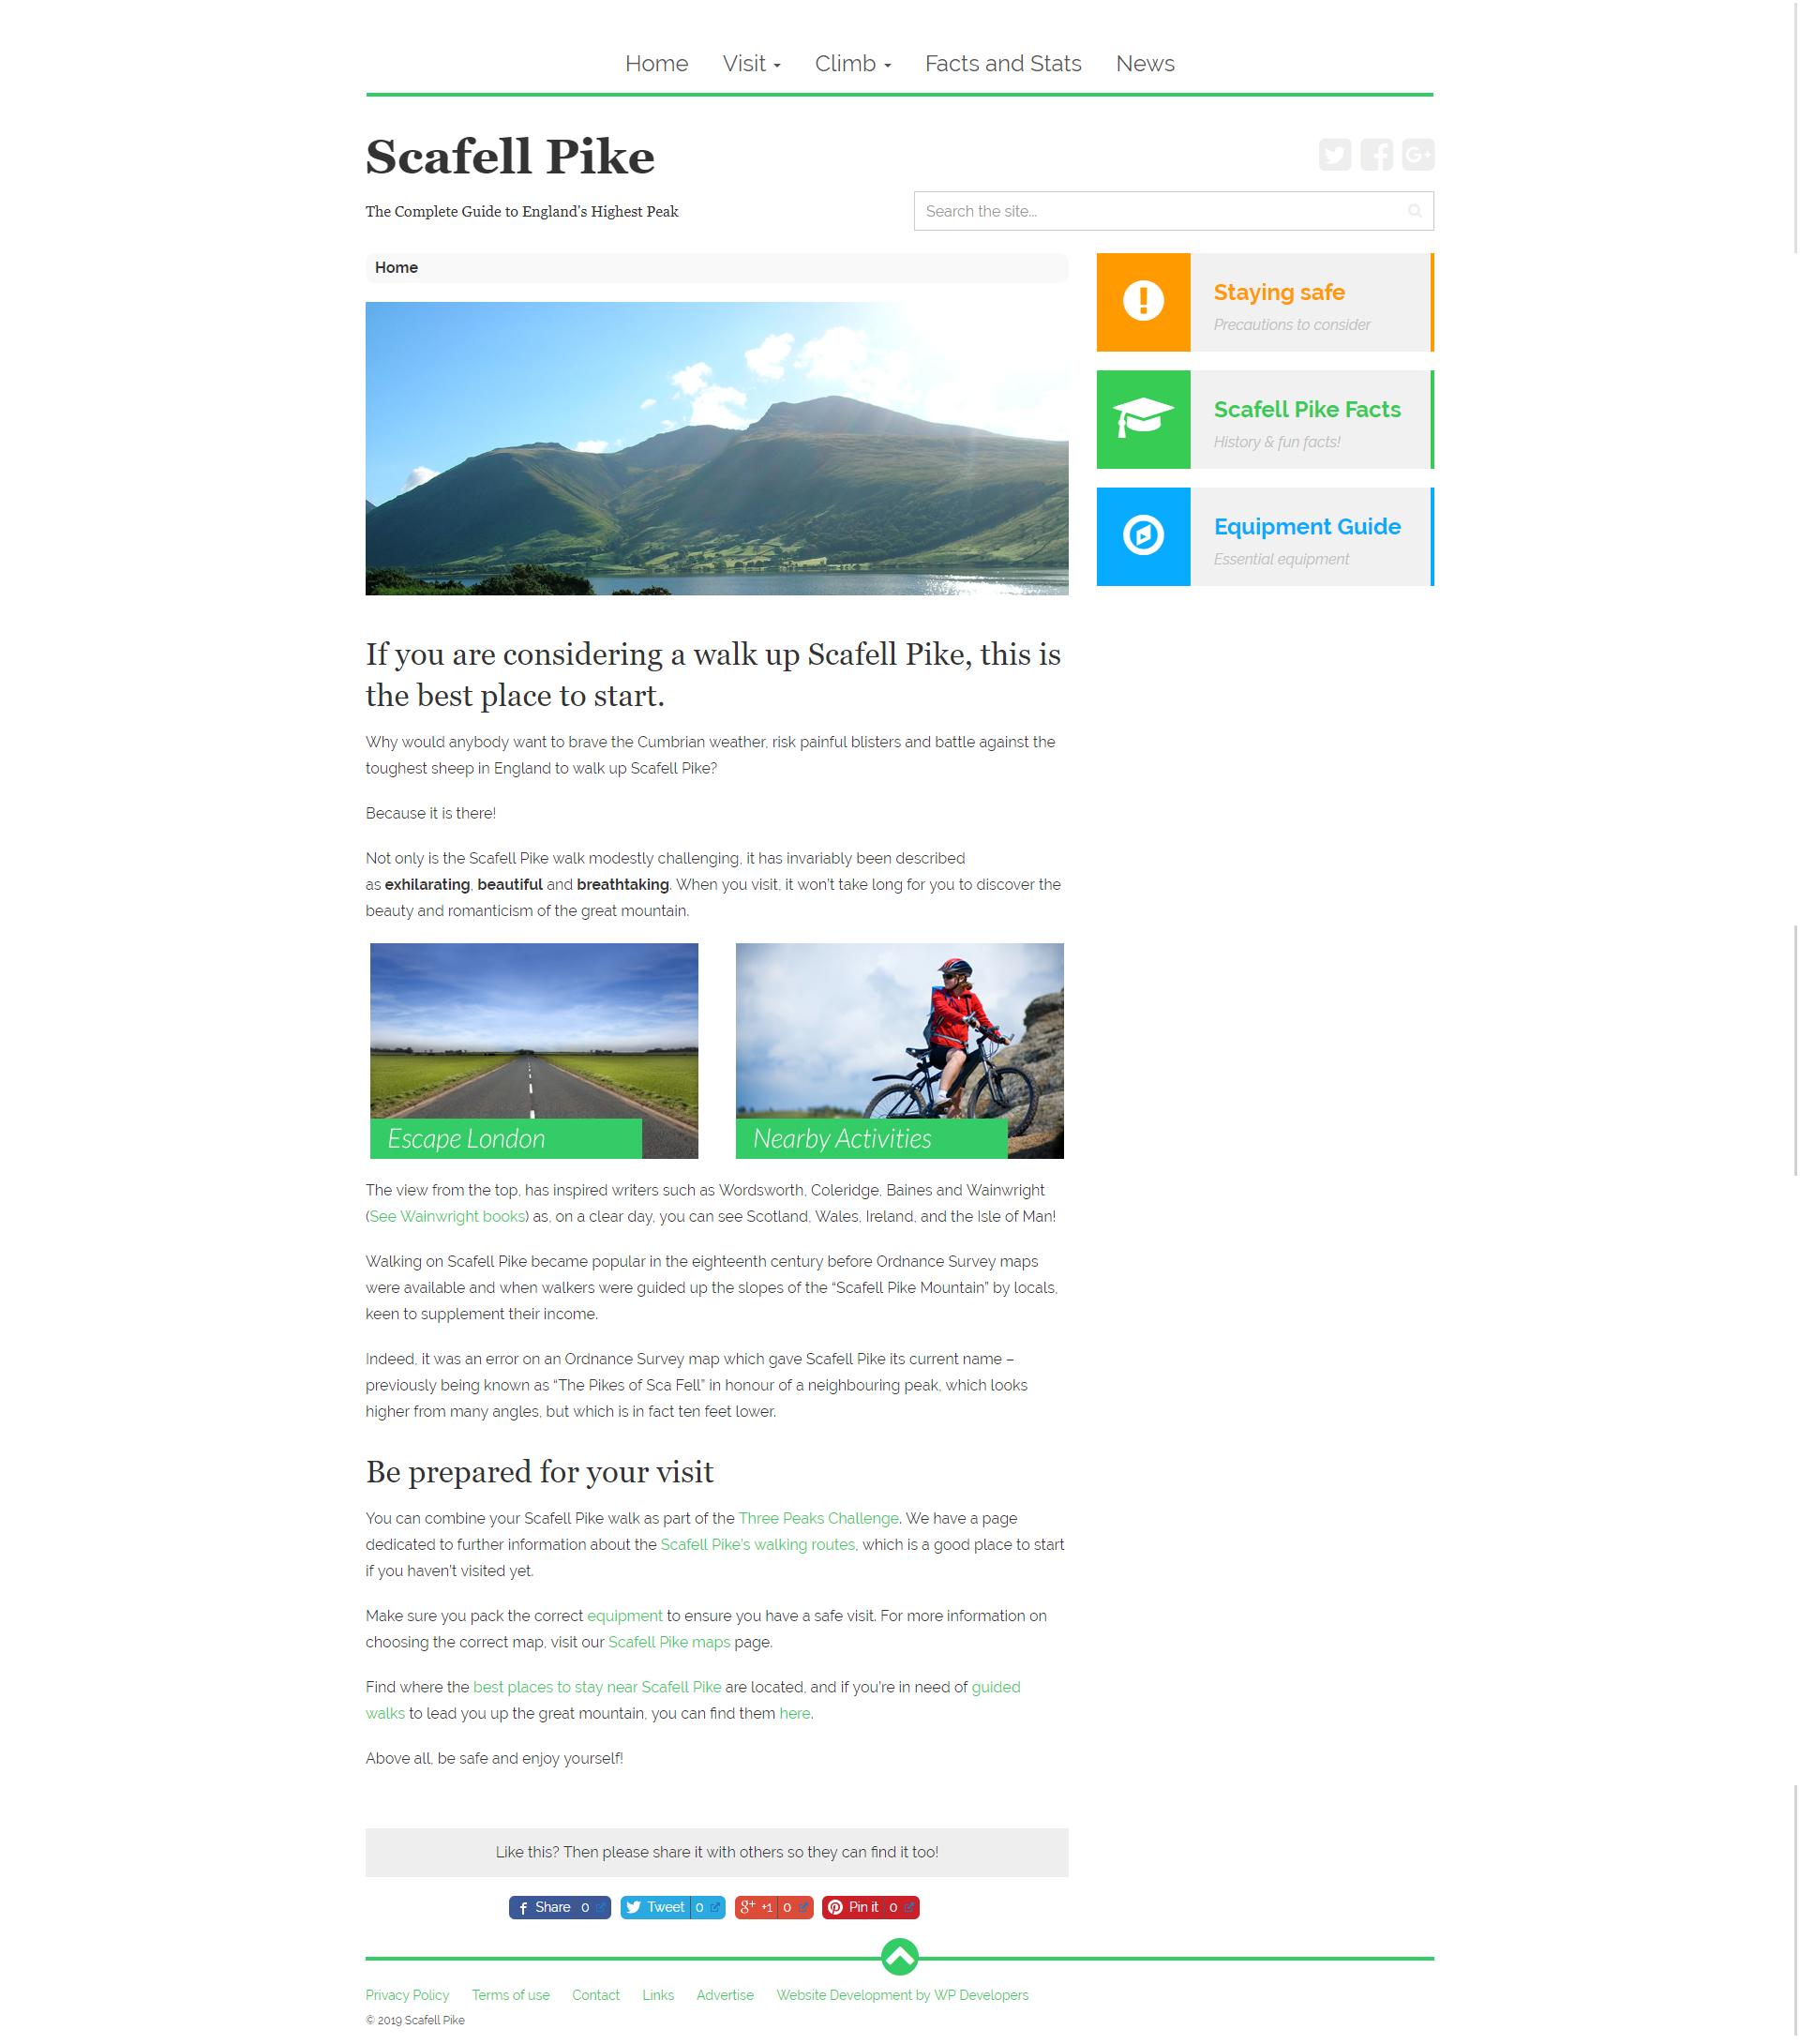 Home Visit Climb Facts and Stats News
Scafell Pike
The Complete Guide to England's Highest Peak
Search the site...
Home
Staying safe
Precautions to consider
Scafell Pike Facts
History & fun facts!
Equipment Guide
Essential equipment
If you are considering a walk up Scafell Pike, this is
the best place to start.
Why would anybody want to brave the Cumbrian weather, risk painful blisters and battle against the
toughest sheep in England to walk up Scafell Pike?
Because it is there!
Not only is the Scafell Pike walk modestly challenging, it has invariably been described
as exhilarating, beautiful and breathtaking. When you visit, it won't take long for you to discover the
beauty and romanticism of the great mountain.
Escape London
Nearby Activities
The view from the top, has inspired writers such as Wordsworth, Coleridge, Baines and Wainwright
(See Wainwright books) as, on a clear day, you can see Scotland, Wales, Ireland, and the Isle of Man!
Walking on Scafell Pike became popular in the eighteenth century before Ordnance Survey maps
were available and when walkers were guided up the slopes of the “Scafell Pike Mountain” by locals,
keen to supplement their income.
Indeed, it was an error on an Ordnance Survey map which gave Scafell Pike its current name –
previously being known as “The Pikes of Sca Fell” in honour of a neighbouring peak, which looks
higher from many angles, but which is in fact ten feet lower.
Be prepared for your visit
You can combine your Scafell Pike walk as part of the Three Peaks Challenge. We have a page
dedicated to further information about the Scafell Pike's walking routes, which is a good place to start
if you haven't visited yet.
Make sure you pack the correct equipment to ensure you have a safe visit. For more information on
choosing the correct map, visit our Scafell Pike maps page.
Find where the best places to stay near Scafell Pike are located, and if you're in need of guided
walks to lead you up the great mountain, you can find them here.
Above all, be safe and enjoy yourself!
Like this? Then please share it with others so they can find it too!
Share 0 Tweet 0 g+ +1 0 Pin it 0
Privacy Policy Terms of use Contact Links Advertise Website Development by WP Developers
© 2019 Scafell Pike